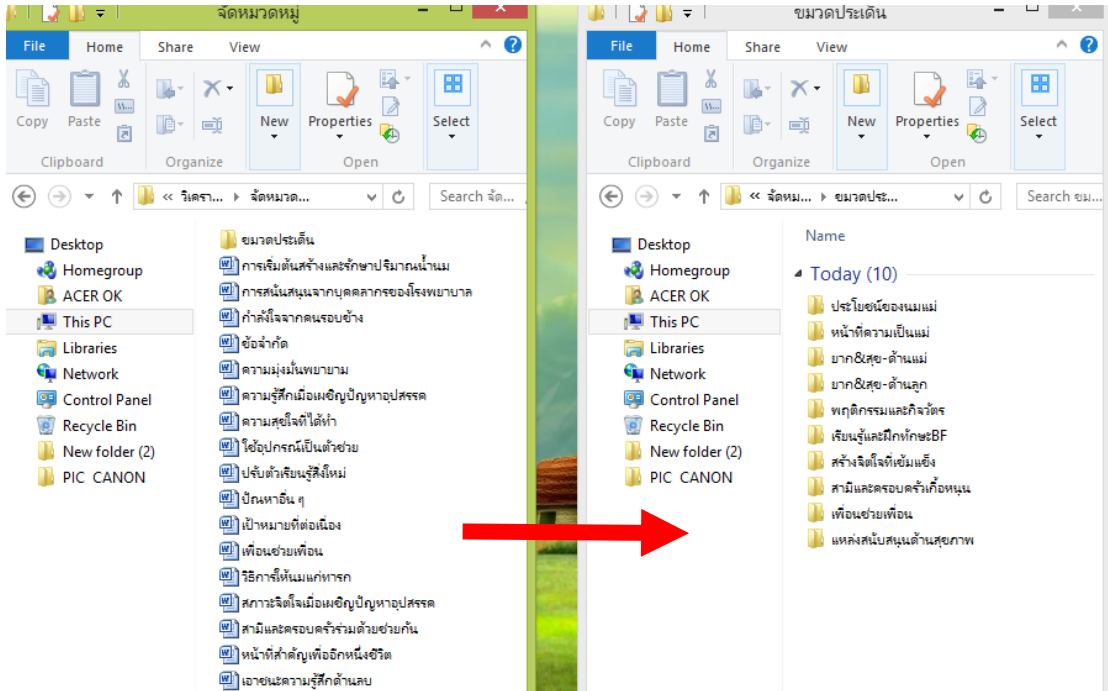 จัดหมวดหมู่
File Home Share View
Copy Paste New Properties Select
Clipboard Organize Open
« วิเครา... จัดหมวด... Search จัด...
Desktop
Homegroup
ACER OK
This PC
Libraries
Network
Control Panel
Recycle Bin
New folder (2)
PIC CANON
ขมวดประเด็น
การเริ่มต้นสร้างและรักษาปริมาณน้ำนม
การสนันสนุนจากบุคคลากรของโรงพยาบาล
กำลังใจจากคนรอบข้าง
ข้อจำกัด
ความมุ่งมั่นพยายาม
ความรู้สึกเมื่อเผชิญปัญหาอุปสรรค
ความสุขใจที่ได้ทำ
ใช้อุปกรณ์เป็นตัวช่วย
ปรับตัวเรียนรู้สิ่งใหม่
ปัณหาอื่น ๆ
เป้าหมายที่ต่อเนื่อง
เพื่อนช่วยเพื่อน
วิธีการให้นมแก่ทารก
สภาวะจิตใจเมื่อเผชิญปัญหาอุปสรรค
สามีและครอบครัวร่วมด้วยช่วยกัน
หน้าที่สำคัญเพื่ออีกหนึ่งชีวิต
เอาชนะความรู้สึกด้านลบ
ขมวดประเด็น
File Home Share View
Copy Paste New Properties Select
Clipboard Organize Open
« จัดหม... ขมวดประ... Search ขม...
Desktop
Homegroup
ACER OK
This PC
Libraries
Network
Control Panel
Recycle Bin
New folder (2)
PIC CANON
Name
Today (10)
ประโยชน์ของนมแม่
หน้าที่ความเป็นแม่
ยาก&สุข-ด้านแม่
ยาก&สุข-ด้านลูก
พฤติกรรมและกิจวัตร
เรียนรู้และฝึกทักษะBF
สร้างจิตใจที่เข้มแข็ง
สามีและครอบครัวเกื้อหนุน
เพื่อนช่วยเพื่อน
แหล่งสนับสนุนด้านสุขภาพ